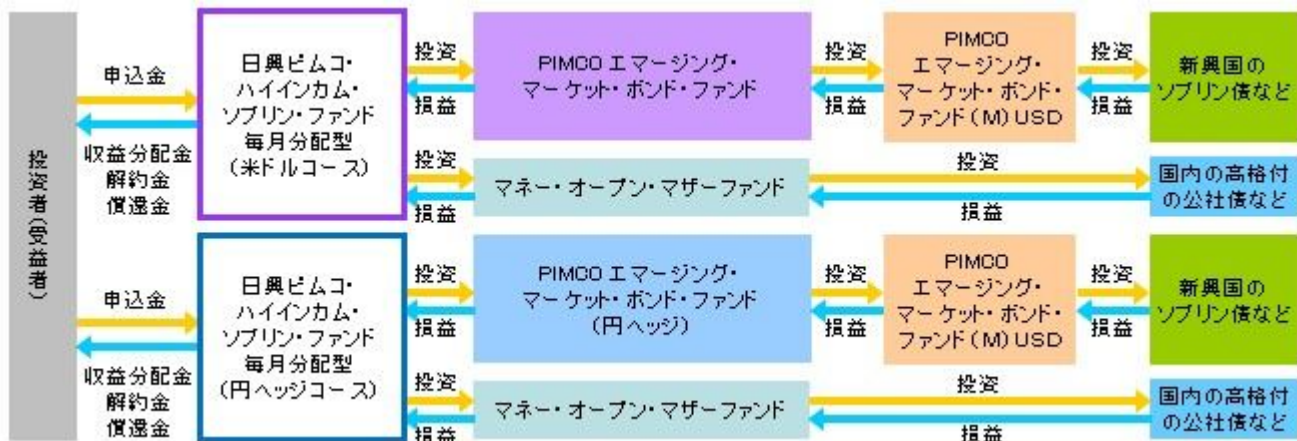 投資者(受益者)
申込金
収益分配金
解約金
償還金
日興ピムコ・
ハイインカム・
ソブリン・ファンド
毎月分配型
(米ドルコース)
投資
損益
PIMCO エマージング・
マーケット・ボンド・ファンド
投資
損益
PIMCO
エマージング・
マーケット・ボンド・
ファンド(M)USD
投資
損益
新興国の
ソブリン債など
投資
損益
マネー・オープン・マザーファンド
投資
損益
国内の高格付
の公社債など
申込金
収益分配金
解約金
償還金
日興ピムコ・
ハイインカム・
ソブリン・ファンド
毎月分配型
(円ヘッジコース)
投資
損益
PIMCO エマージング・
マーケット・ボンド・ファンド
(円ヘッジ)
投資
損益
PIMCO
エマージング・
マーケット・ボンド・
ファンド(M)USD
投資
損益
新興国の
ソブリン債など
投資
損益
マネー・オープン・マザーファンド
投資
損益
国内の高格付
の公社債など